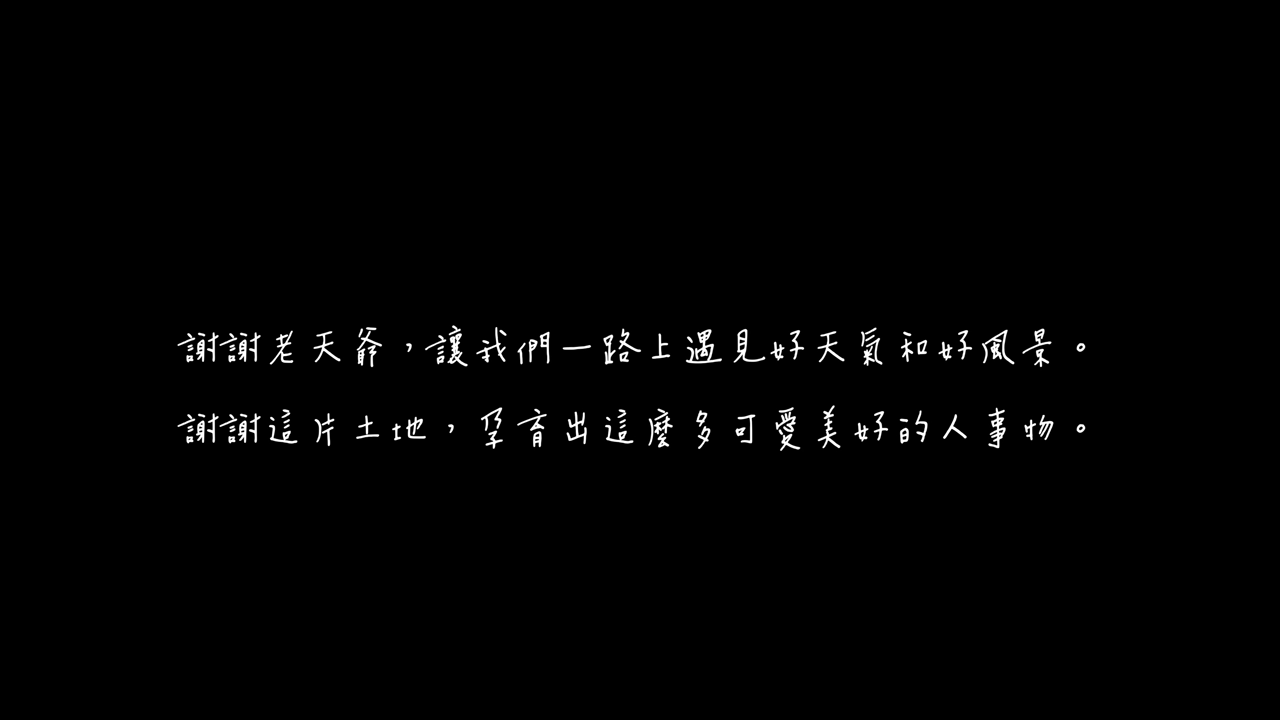 謝謝老天爺，讓我們一路上遇見好天氣和好風景。
謝謝這片土地，孕育出這麼多可愛美好的人事物。